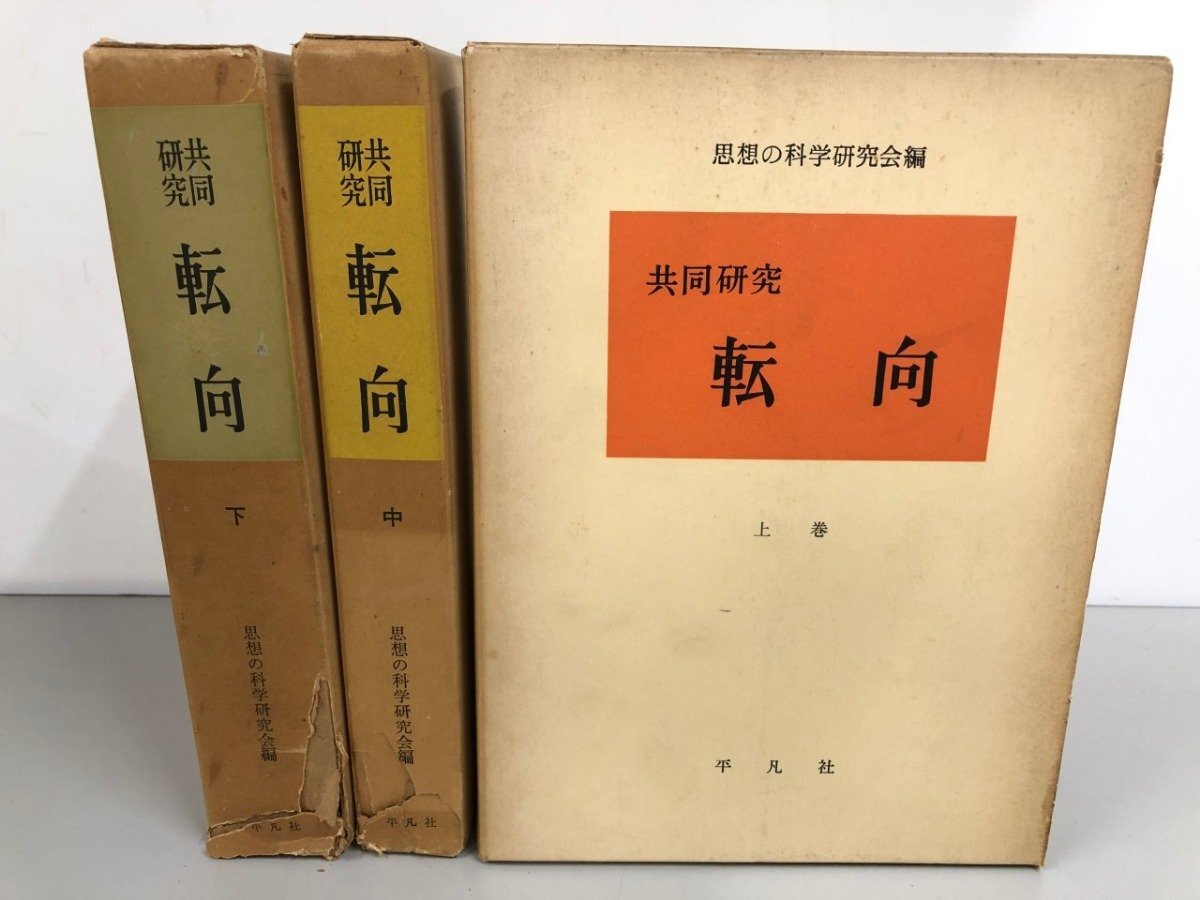 共同
研究
転向
下
思想の科学研究会編
平凡社
共同
研究
転向
中
思想の科学研究会編
平凡社
思想の科学研究会編
共同研究
転向
上巻
平凡社